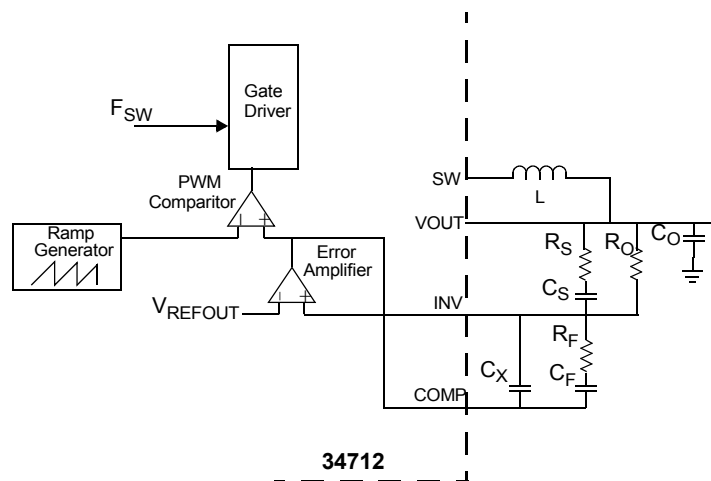 Gate
Driver
FSW
PWM
Comparitor
SW
L
VOUT
Ramp
Generator
Error
Amplifier
RS
RO
CO
CS
VREFOUT
INV
RF
CX
CF
COMP
34712